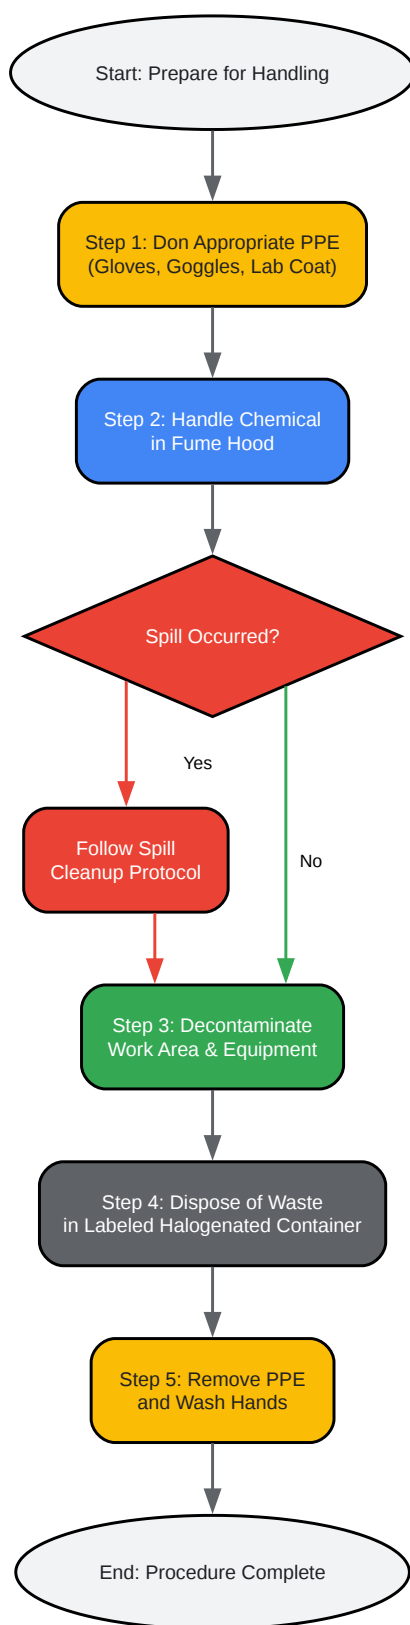 Start: Prepare for Handling
Step 1: Don Appropriate PPE
(Gloves, Goggles, Lab Coat)
Step 2: Handle Chemical
in Fume Hood
Spill Occurred?
Yes
Follow Spill
Cleanup Protocol
No
Step 3: Decontaminate
Work Area & Equipment
Step 4: Dispose of Waste
in Labeled Halogenated Container
Step 5: Remove PPE
and Wash Hands
End: Procedure Complete